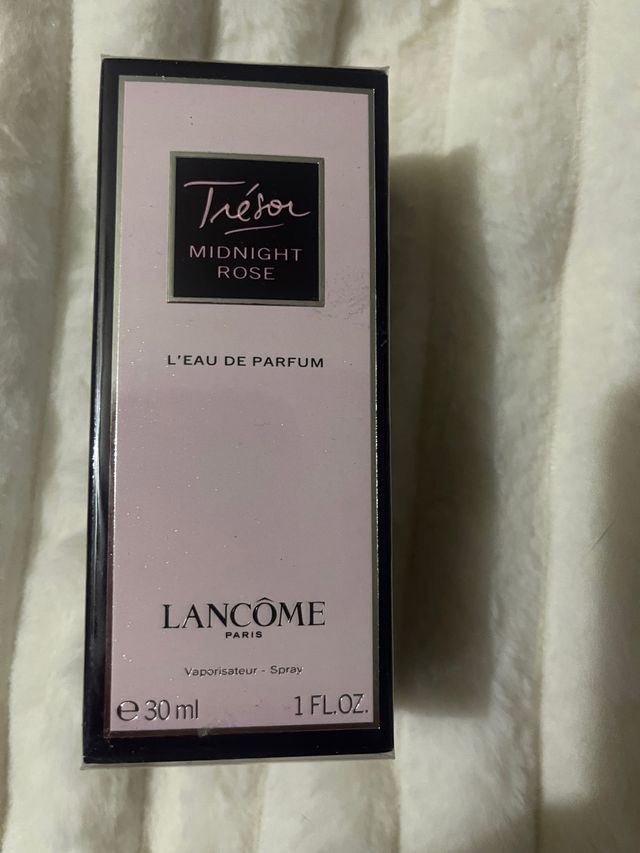 Trésor
MIDNIGHT
ROSE
L'EAU DE PARFUM
LANCÔME
PARIS
Vaporisateur - Spray
℮ 30 ml 1 FL.OZ.